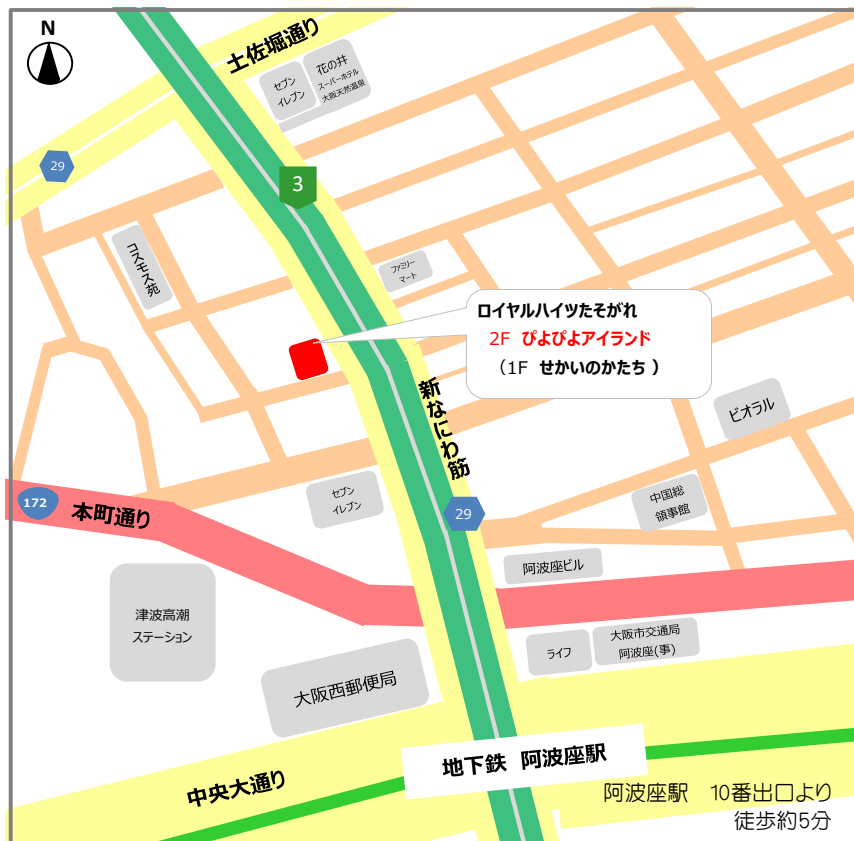 N
土佐堀通り
セブン
イレブン
花の井
スーパーホテル
大阪天然温泉
29
3
コスモス苑
ファミリー
マート
ロイヤルハイツたそがれ
2F ぴよぴよアイランド
(1F せかいのかたち )
新なにわ筋
ビオラル
172
本町通り
セブン
イレブン
29
中国総
領事館
阿波座ビル
津波高潮
ステーション
ライフ
大阪市交通局
阿波座(事)
大阪西郵便局
地下鉄 阿波座駅
中央大通り
阿波座駅 10番出口より
徒歩約5分